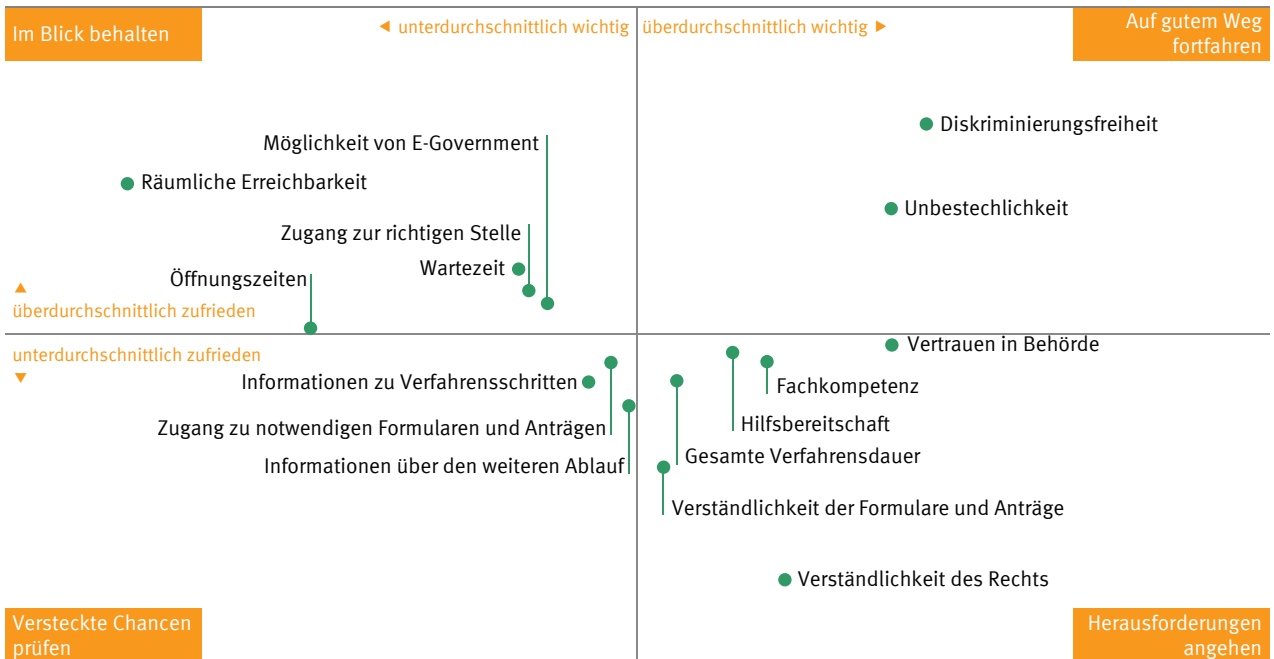 Im Blick behalten
◄ unterdurchschnittlich wichtig
überdurchschnittlich wichtig ►
Auf gutem Weg
fortfahren
Diskriminierungsfreiheit
Möglichkeit von E-Government
Räumliche Erreichbarkeit
Unbestechlichkeit
Zugang zur richtigen Stelle
Wartezeit
Öffnungszeiten
▲
überdurchschnittlich zufrieden
unterdurchschnittlich zufrieden
▼
Vertrauen in Behörde
Informationen zu Verfahrensschritten
Fachkompetenz
Zugang zu notwendigen Formularen und Anträgen
Hilfsbereitschaft
Informationen über den weiteren Ablauf
Gesamte Verfahrensdauer
Verständlichkeit der Formulare und Anträge
Verständlichkeit des Rechts
Versteckte Chancen
prüfen
Herausforderungen
angehen